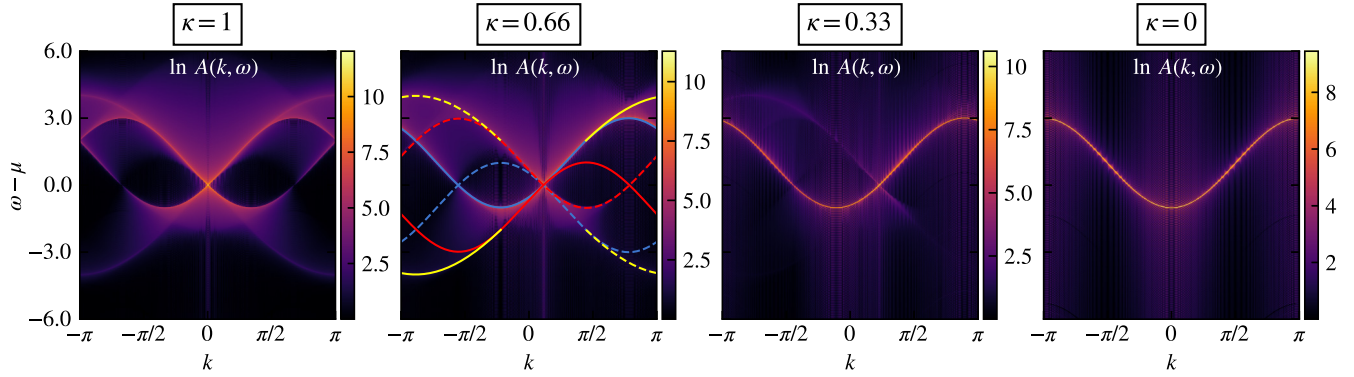 κ = 1
κ = 0.66
κ = 0.33
κ = 0
ln A(k, ω)
ln A(k, ω)
ln A(k, ω)
ln A(k, ω)
ω − μ
6.0
3.0
0.0
−3.0
−6.0
10
7.5
5.0
2.5
10
7.5
5.0
2.5
10
7.5
5.0
2.5
8
6
4
2
−π −π/2 0 π/2 π
−π −π/2 0 π/2 π
−π −π/2 0 π/2 π
−π −π/2 0 π/2 π
k
k
k
k